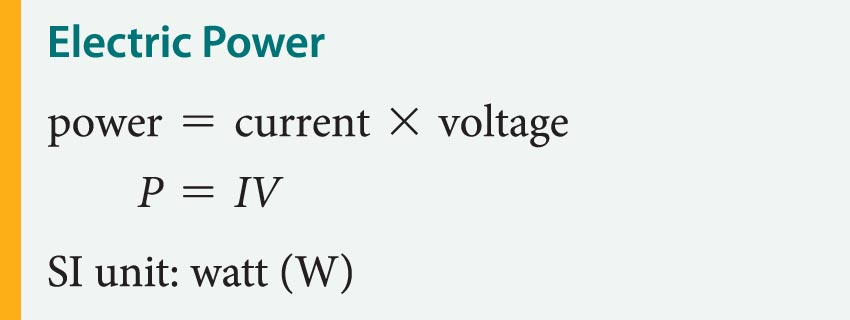 Electric Power
power = current × voltage
P = IV
SI unit: watt (W)